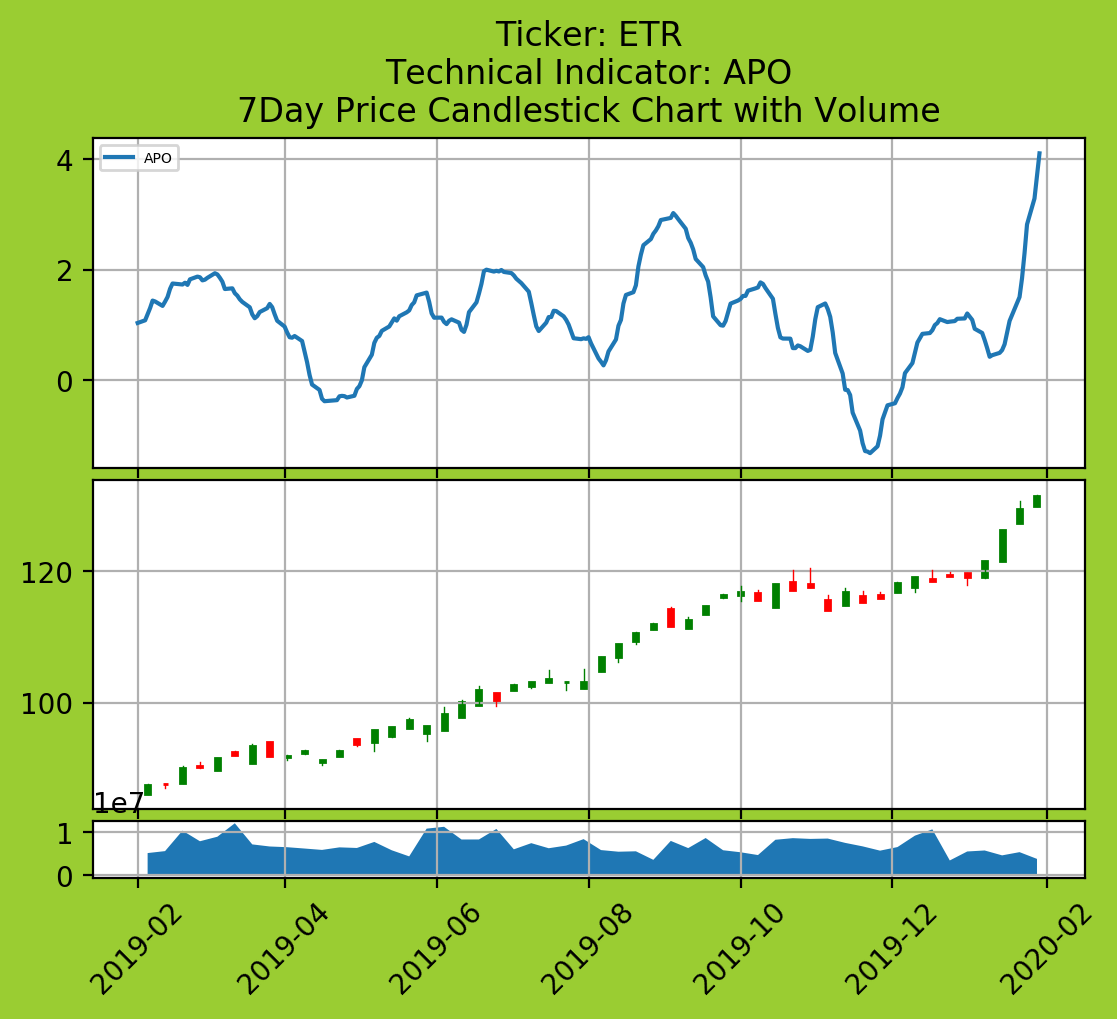 Ticker: ETR
Technical Indicator: APO
7Day Price Candlestick Chart with Volume
APO
4
2
0
120
100
1e7
1
0
2019-02
2019-04
2019-06
2019-08
2019-10
2019-12
2020-02